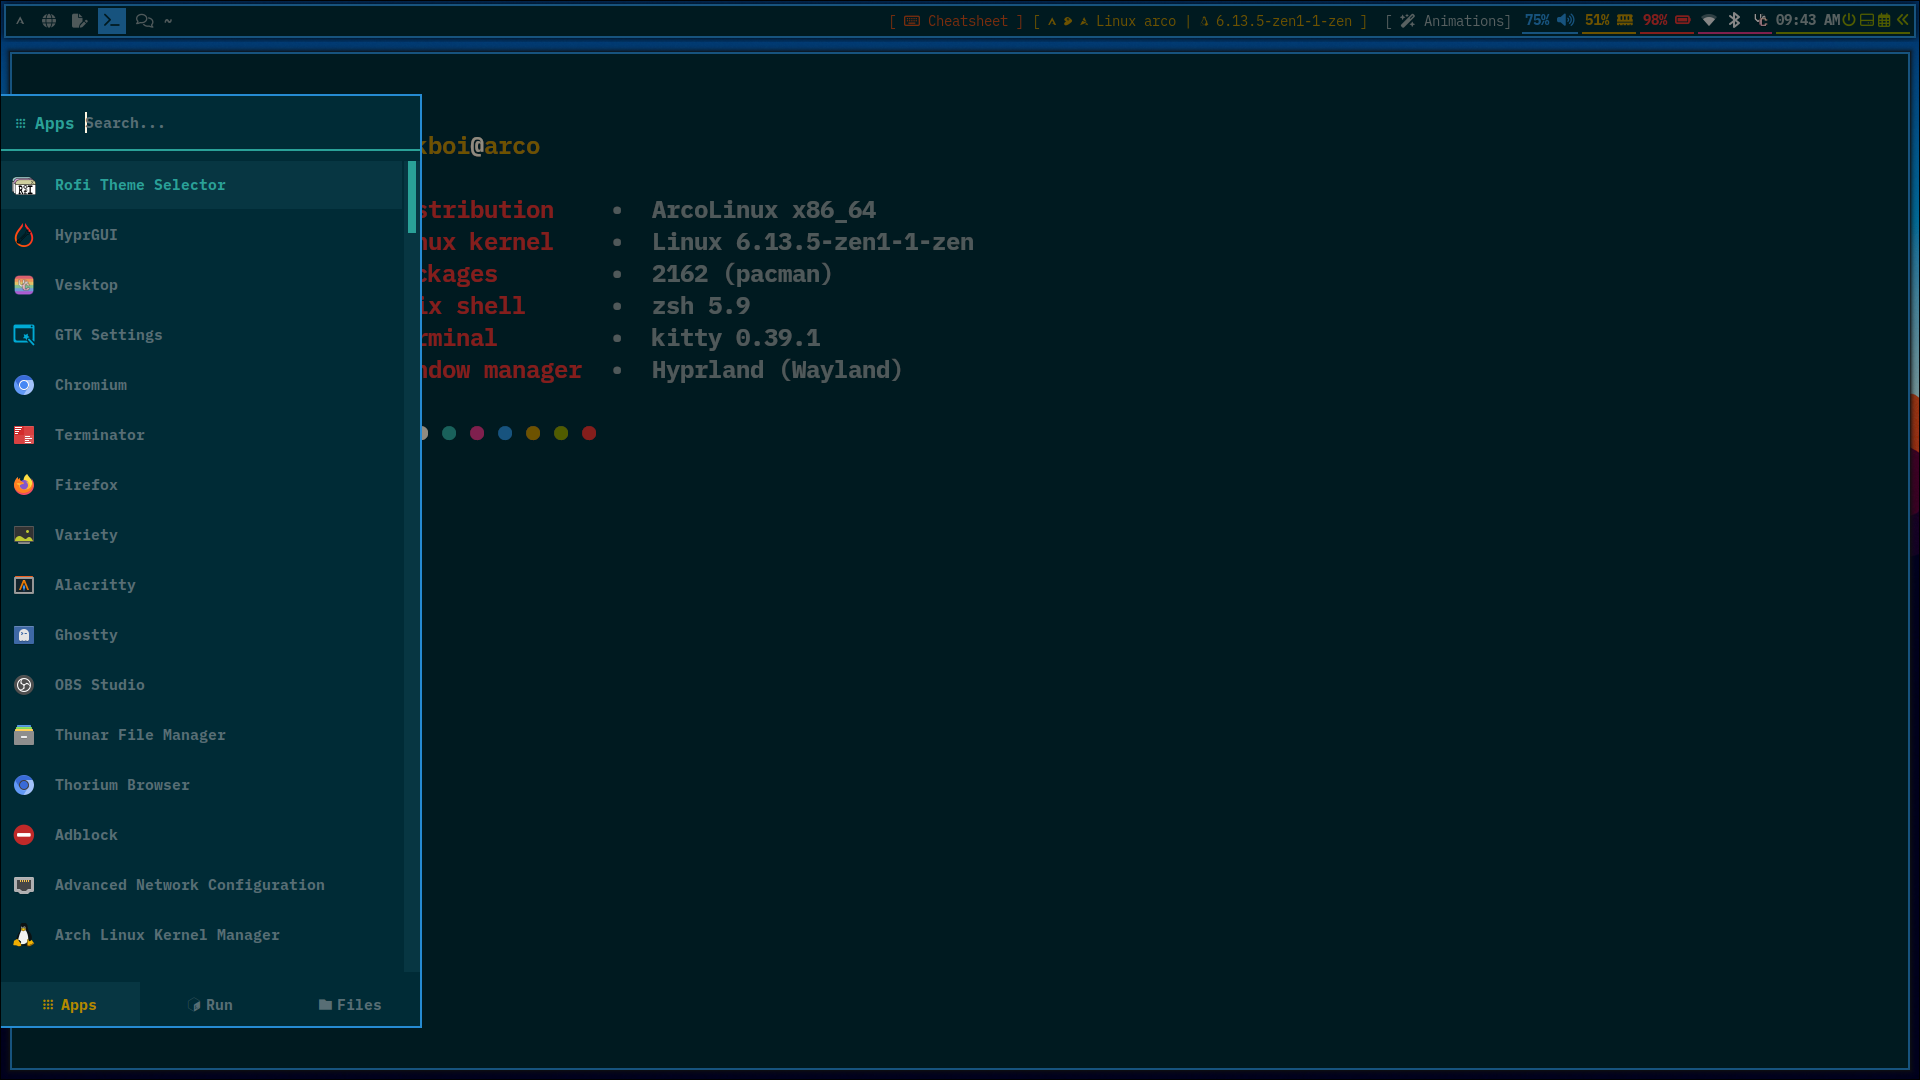 [ Cheatsheet ] [ Linux arco | 6.13.5-zen1-1-zen ] [ Animations] 75% 51% 98% 09:43 AM
Apps Search...
kboi@arco
Rofi Theme Selector
stribution • ArcoLinux x86_64
HyprGUI
nux kernel • Linux 6.13.5-zen1-1-zen
ckages • 2162 (pacman)
Vesktop
ix shell • zsh 5.9
GTK Settings
rminal • kitty 0.39.1
ndow manager • Hyprland (Wayland)
Chromium
Terminator
Firefox
Variety
Alacritty
Ghostty
OBS Studio
Thunar File Manager
Thorium Browser
Adblock
Advanced Network Configuration
Arch Linux Kernel Manager
Apps Run Files